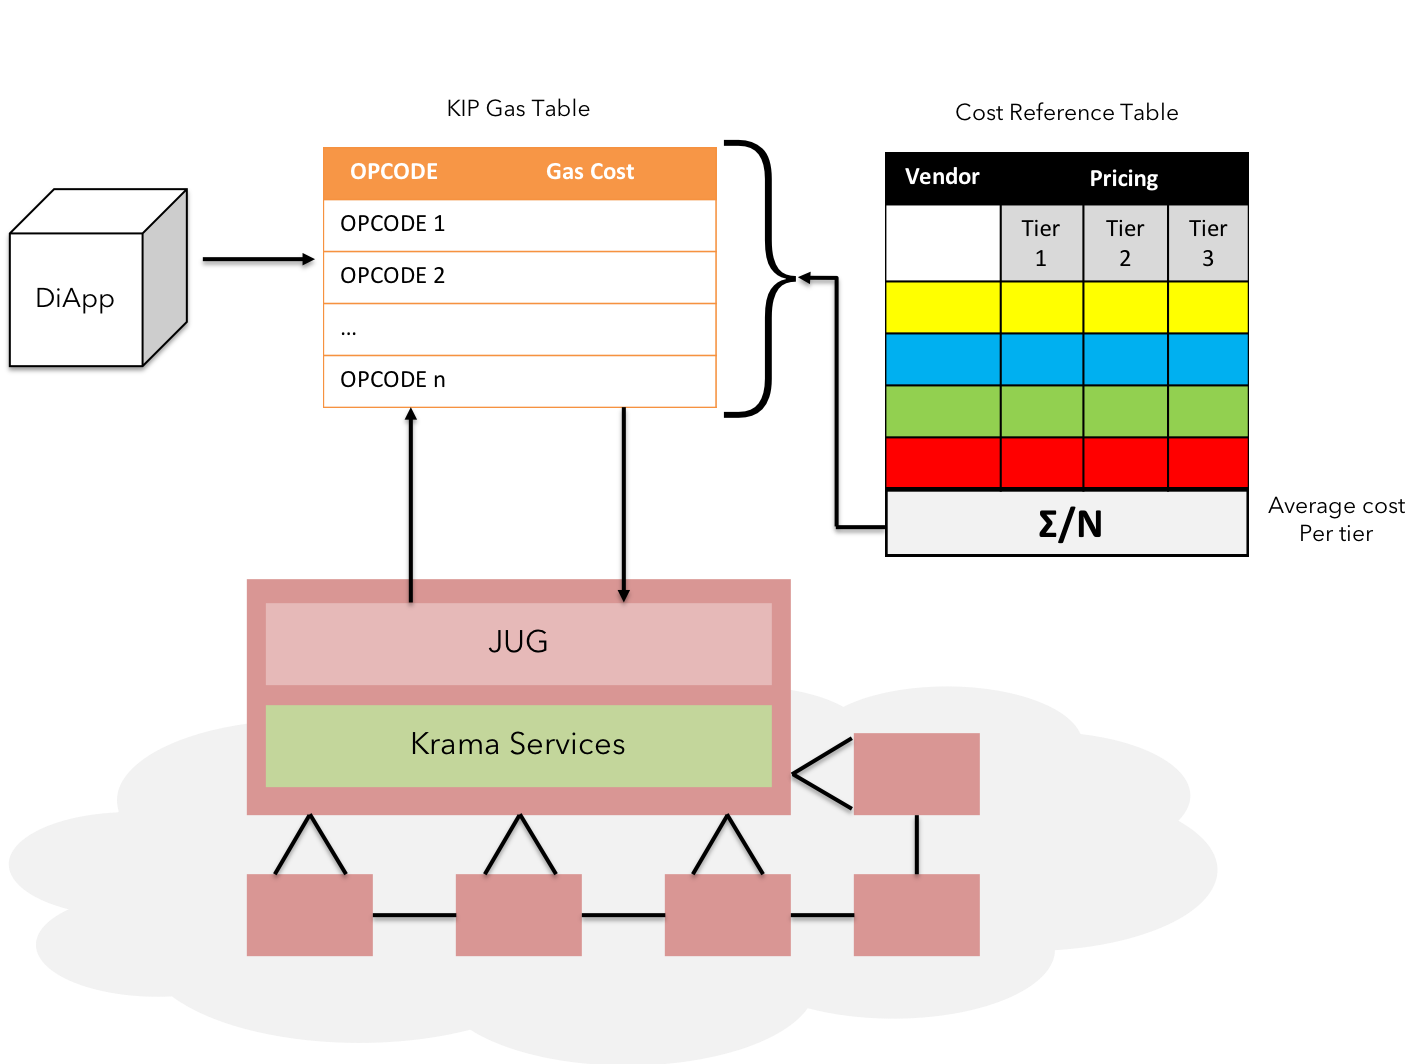 KIP Gas Table
Cost Reference Table
OPCODE Gas Cost
OPCODE 1
OPCODE 2
...
OPCODE n
DiApp
Vendor Pricing
Tier
1
Tier
2
Tier
3
Σ/N
Average cost
Per tier
JUG
Krama Services